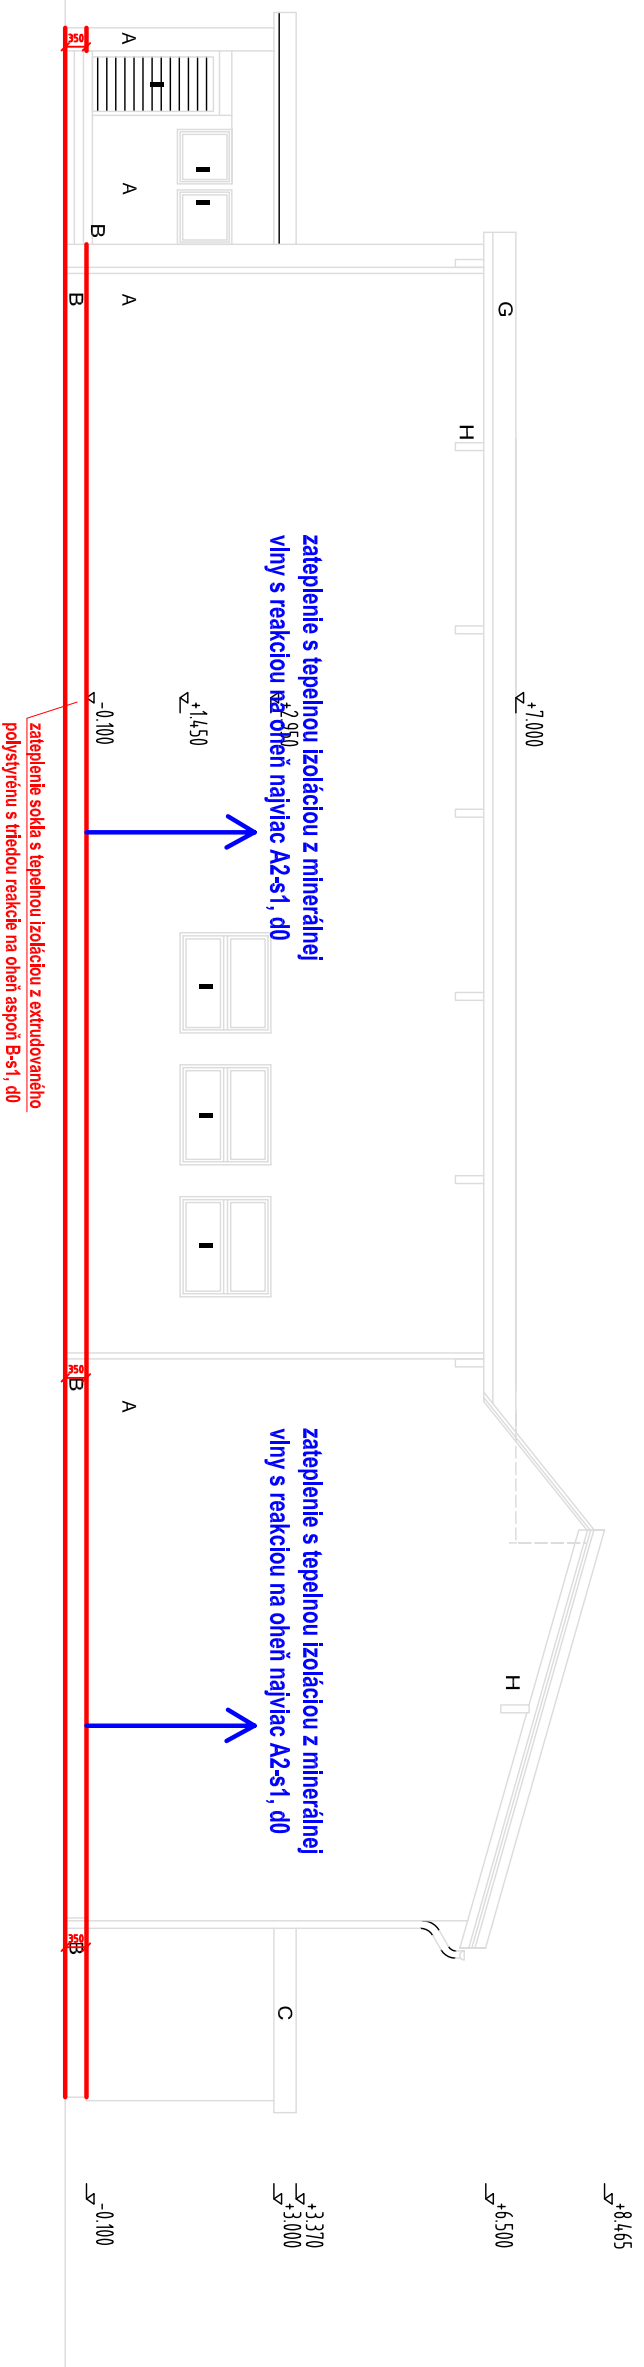 G
H
H
A
A
B
B
A
zateplenie s tepelnou izoláciou z minerálnej
vlny s reakciou na oheň najviac A2-s1, d0
zateplenie s tepelnou izoláciou z minerálnej
vlny s reakciou na oheň najviac A2-s1, d0
+7.000
+2.950
+1.450
-0.100
350
350
B
A
350
B
C
+8.465
+6.500
+3.370
+3.000
-0.100
zateplenie sokla s tepelnou izoláciou z extrudovaného
polystyrénu s triedou reakcie na oheň aspoň B-s1, d0